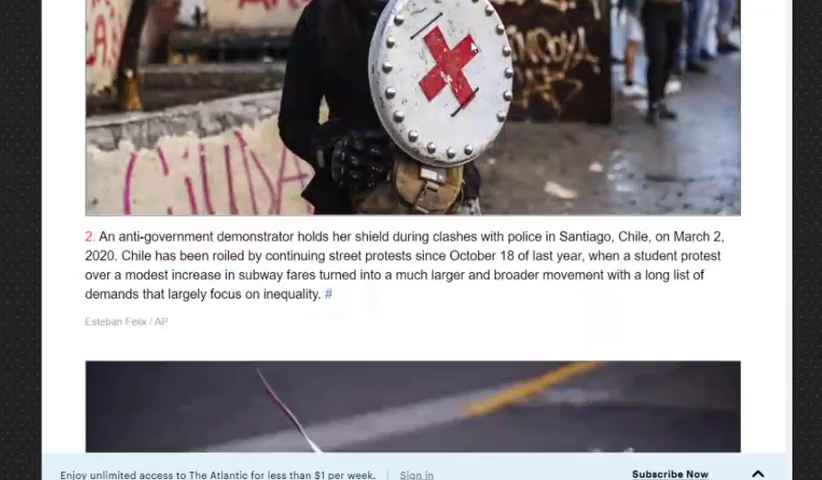 CiUDA
2. An anti-government demonstrator holds her shield during clashes with police in Santiago, Chile, on March 2,
2020. Chile has been roiled by continuing street protests since October 18 of last year, when a student protest
over a modest increase in subway fares turned into a much larger and broader movement with a long list of
demands that largely focus on inequality. #
Esteban Felix / AP
Enjoy unlimited access to The Atlantic for less than $1 per week. Sign in Subscribe Now